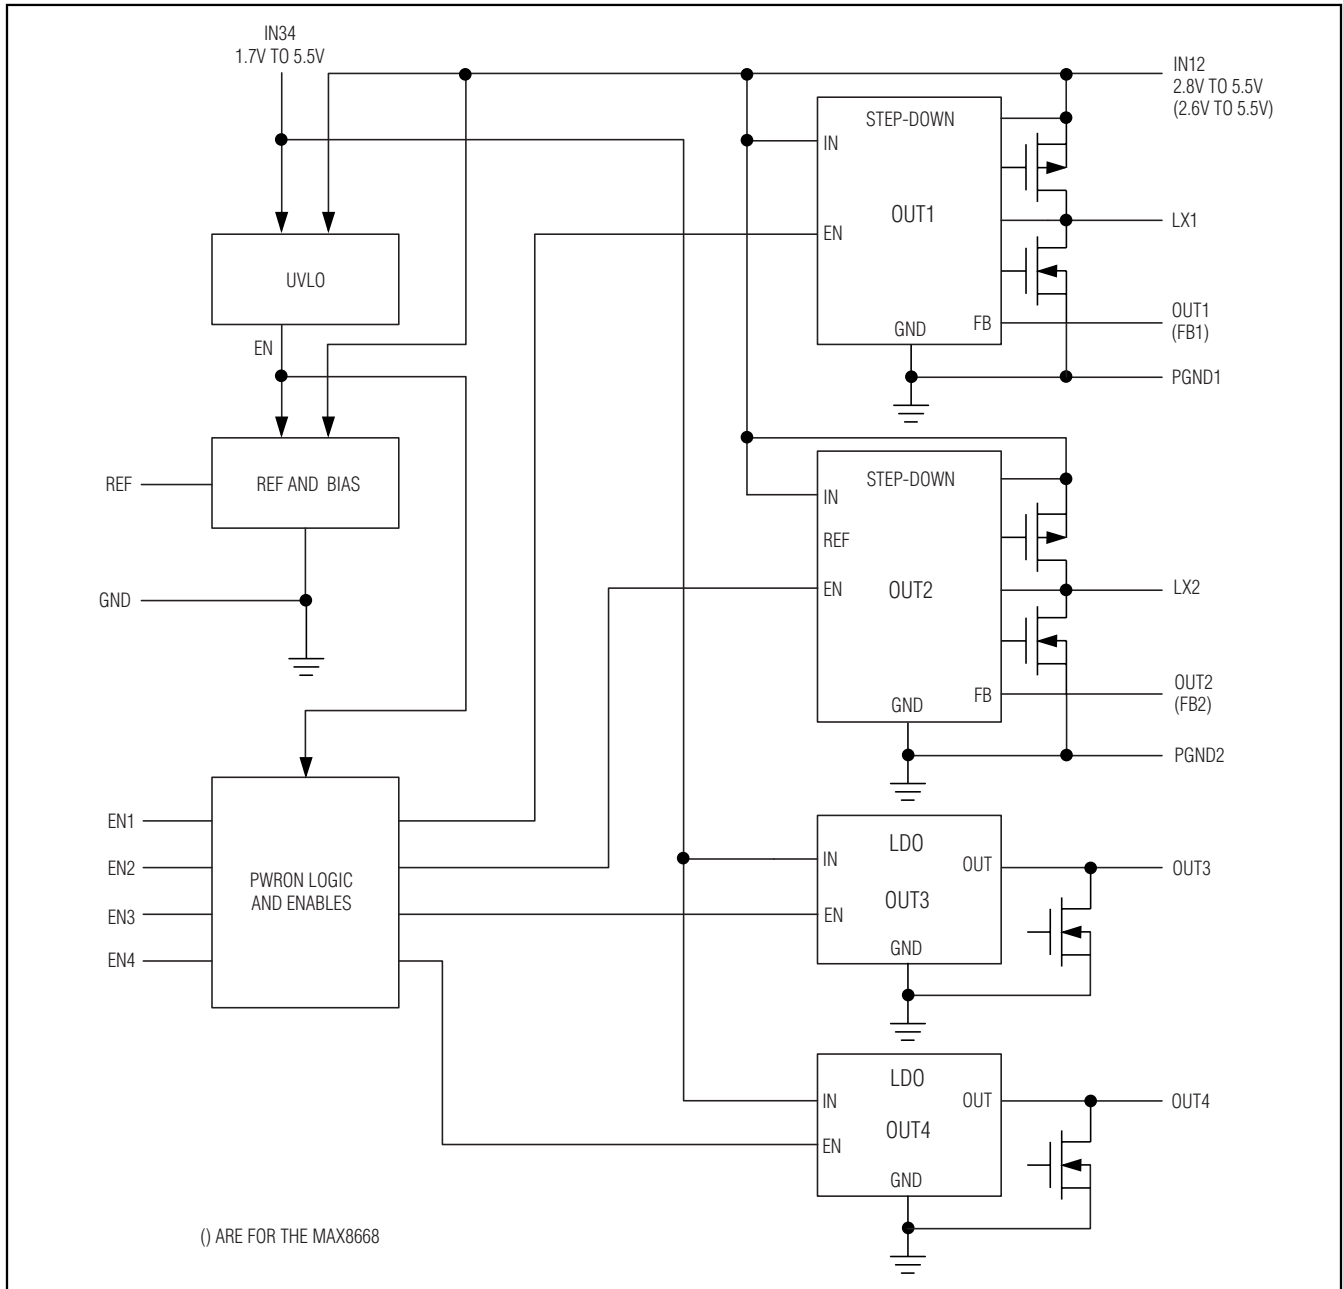 IN34
1.7V TO 5.5V
IN12
2.8V TO 5.5V
(2.6V TO 5.5V)
STEP-DOWN
IN
OUT1
EN
GND
FB
LX1
OUT1
(FB1)
PGND1
UVLO
EN
REF
REF AND BIAS
GND
STEP-DOWN
IN
REF
EN
OUT2
GND
FB
LX2
OUT2
(FB2)
PGND2
EN1
EN2
EN3
EN4
PWRON LOGIC
AND ENABLES
LDO
IN
OUT
OUT3
EN
GND
OUT3
LDO
IN
OUT
OUT4
EN
GND
OUT4
() ARE FOR THE MAX8668